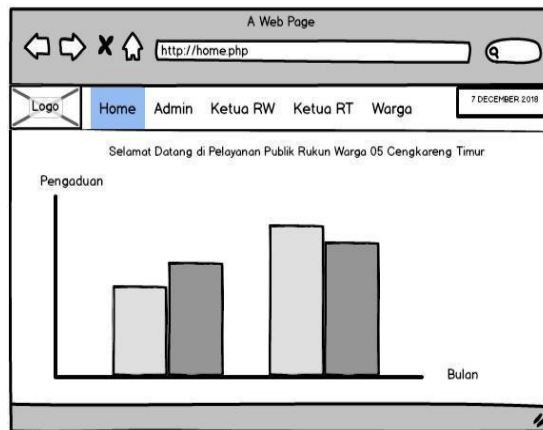 A Web Page
http://home.php
Logo
Home Admin Ketua RW Ketua RT Warga
7 DECEMBER 2018
Selamat Datang di Pelayanan Publik Rukun Warga 05 Cengkareng Timur
Pengaduan
Bulan